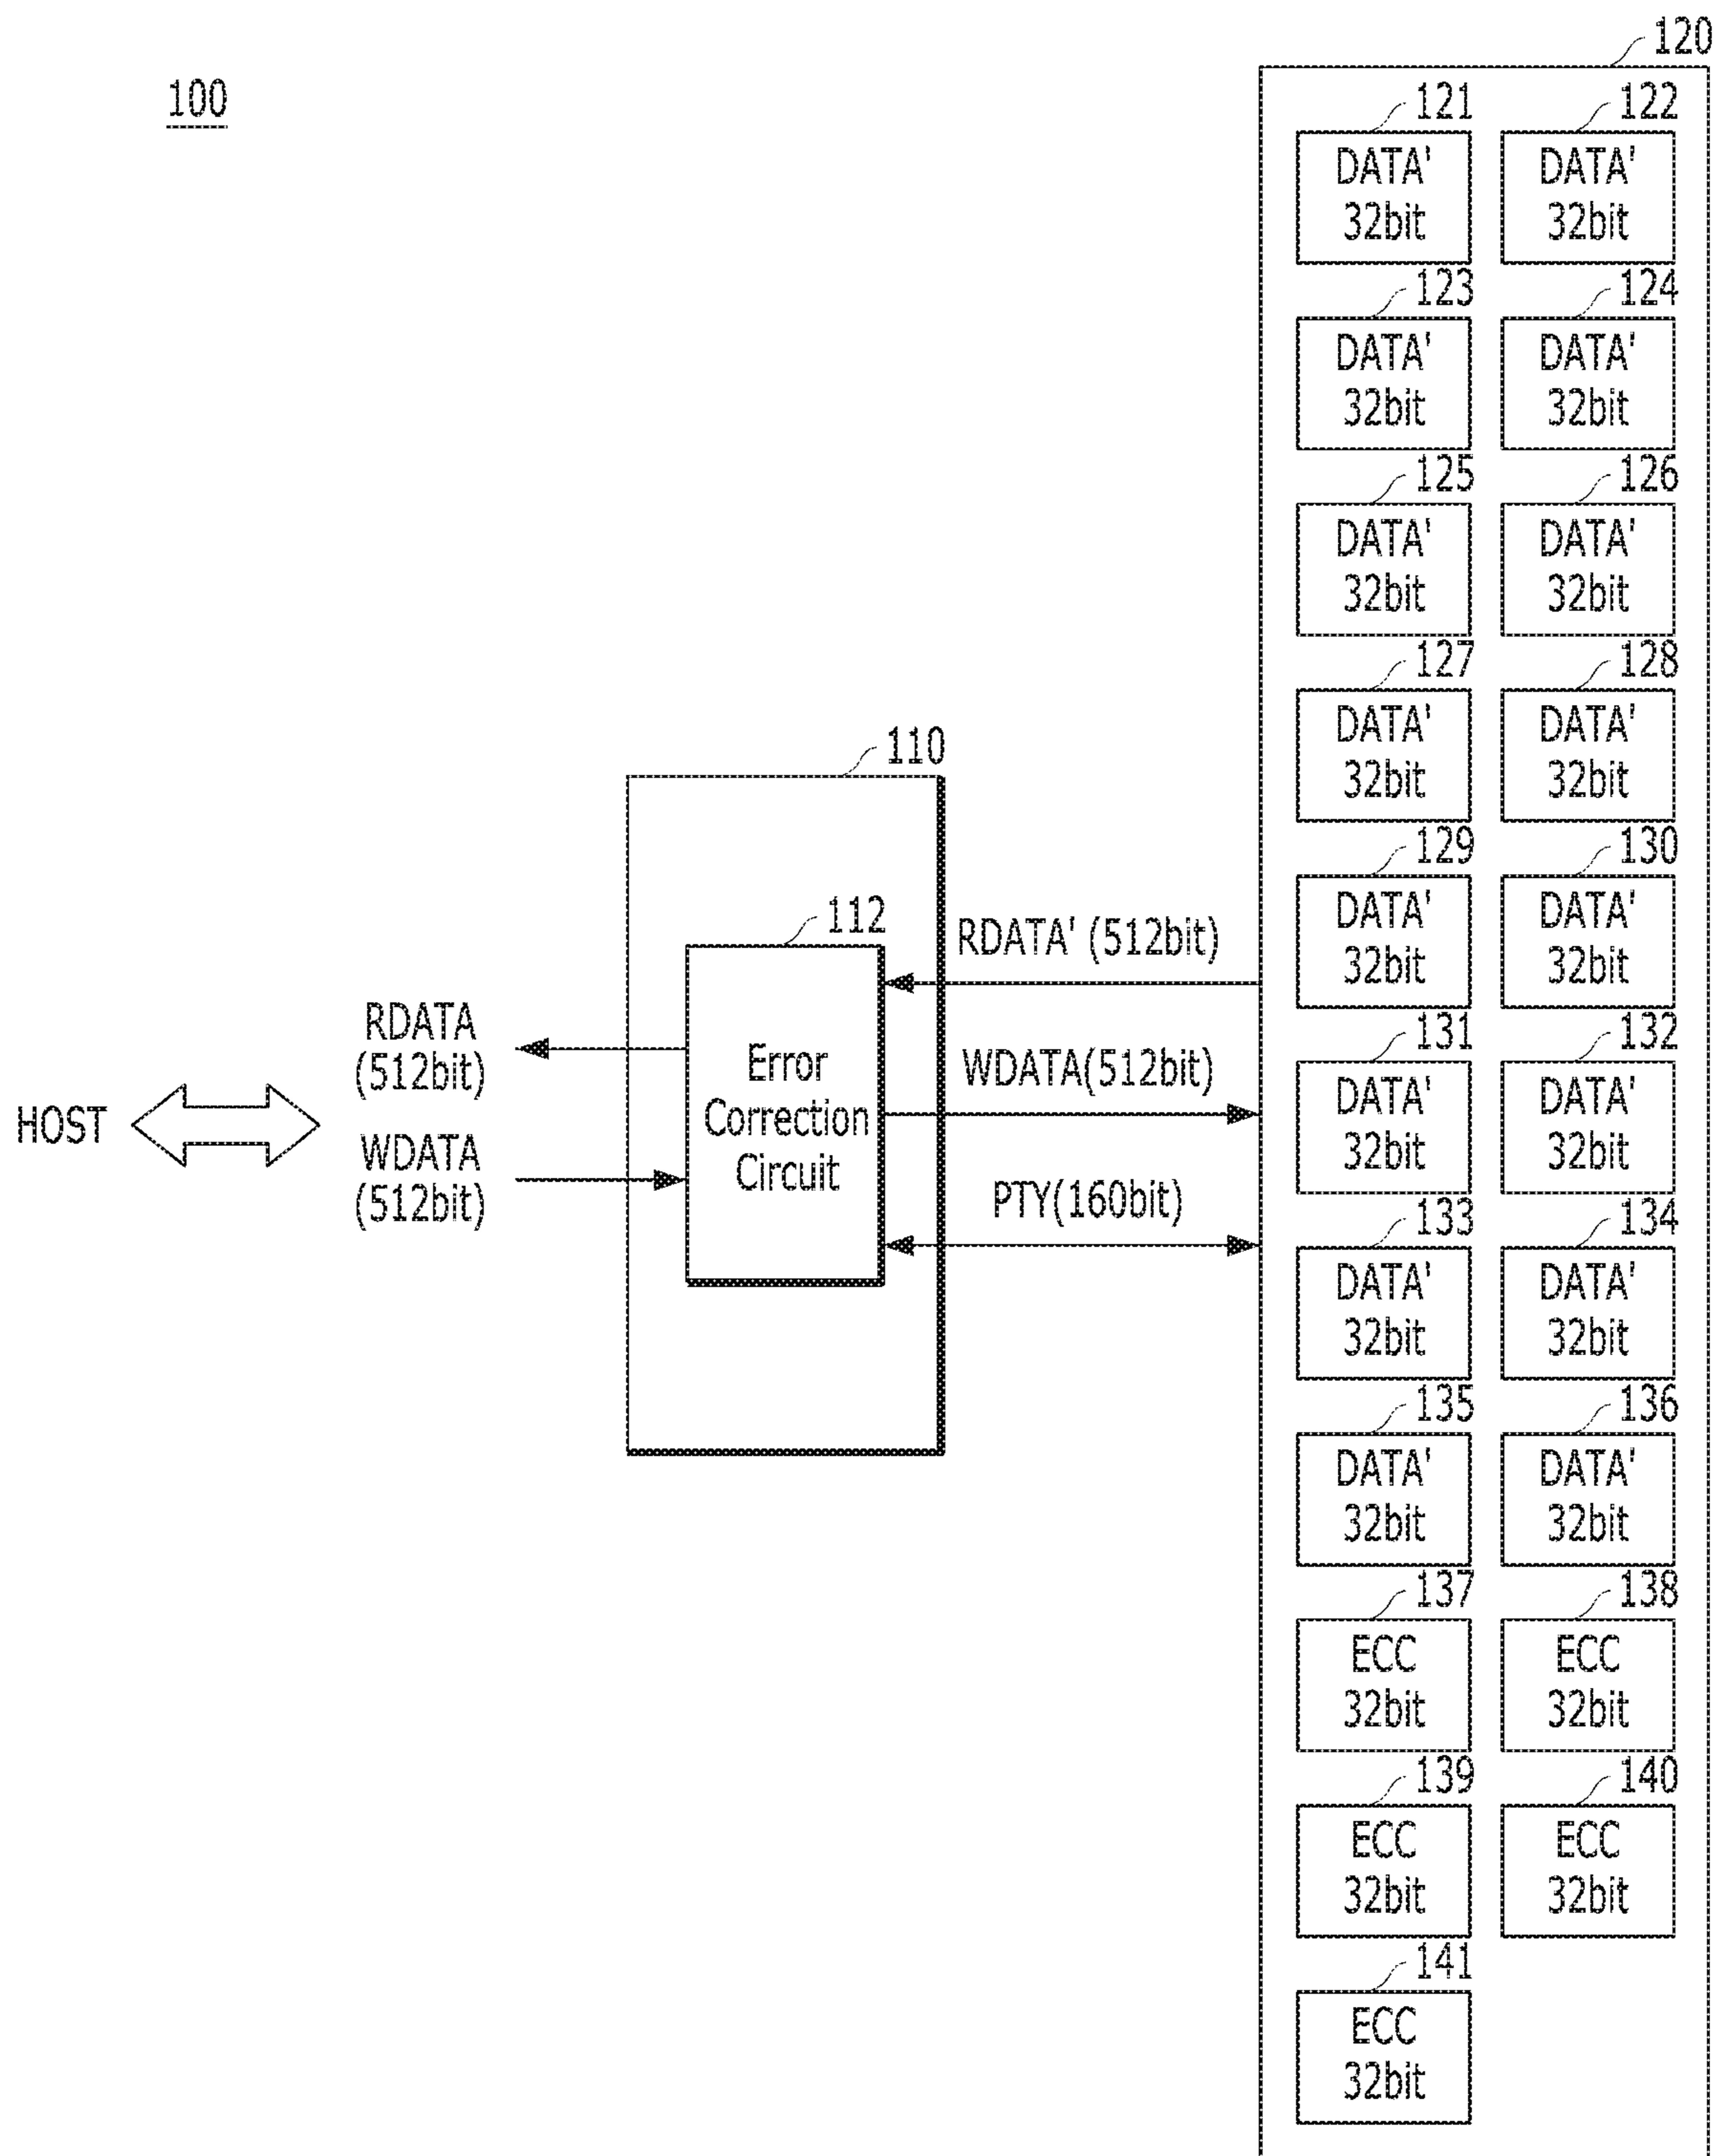 120
100
121
122
DATA'
32bit
DATA'
32bit
123
124
DATA'
32bit
DATA'
32bit
125
126
DATA'
32bit
DATA'
32bit
127
128
DATA'
32bit
DATA'
32bit
110
129
130
DATA'
32bit
DATA'
32bit
112
RDATA' (512bit)
RDATA
(512bit)
Error
Correction
Circuit
WDATA(512bit)
131
132
DATA'
32bit
DATA'
32bit
HOST
WDATA
(512bit)
PTY(160bit)
133
134
DATA'
32bit
DATA'
32bit
135
136
DATA'
32bit
DATA'
32bit
137
138
ECC
32bit
ECC
32bit
139
140
ECC
32bit
ECC
32bit
141
ECC
32bit